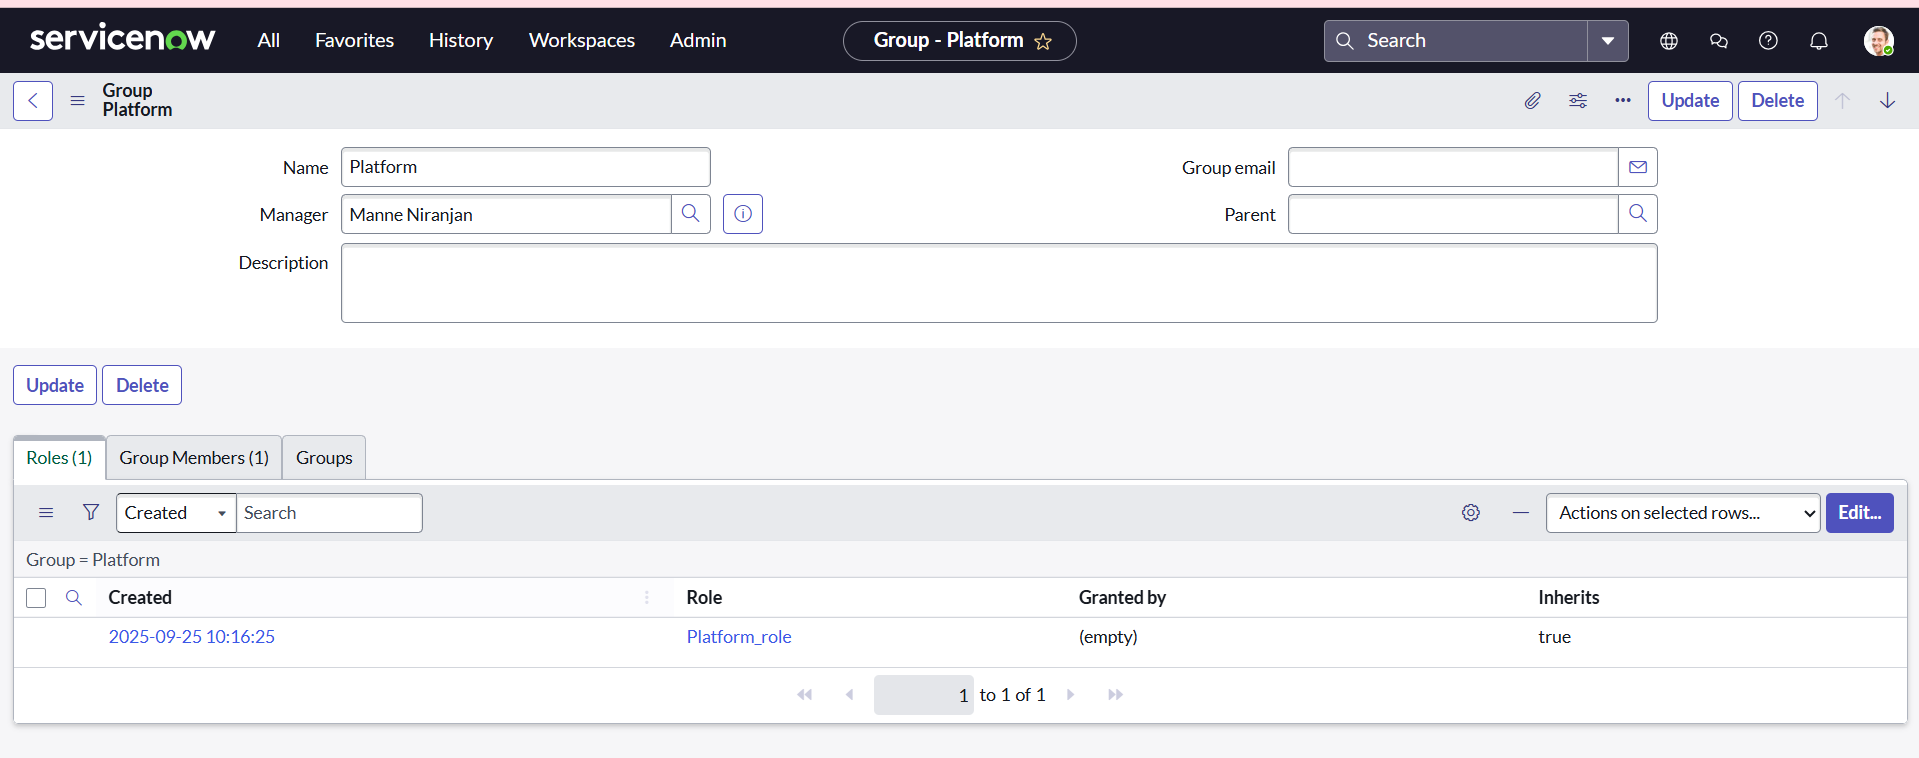 servicenow All Favorites History Workspaces Admin Group - Platform Search
Group
Platform
Update Delete
Name Platform Group email
Manager Manne Niranjan Parent
Description
Update Delete
Roles (1) Group Members (1) Groups
Created Search Actions on selected rows... Edit...
Group = Platform
Created Role Granted by Inherits
2025-09-25 10:16:25 Platform_role (empty) true
1 to 1 of 1